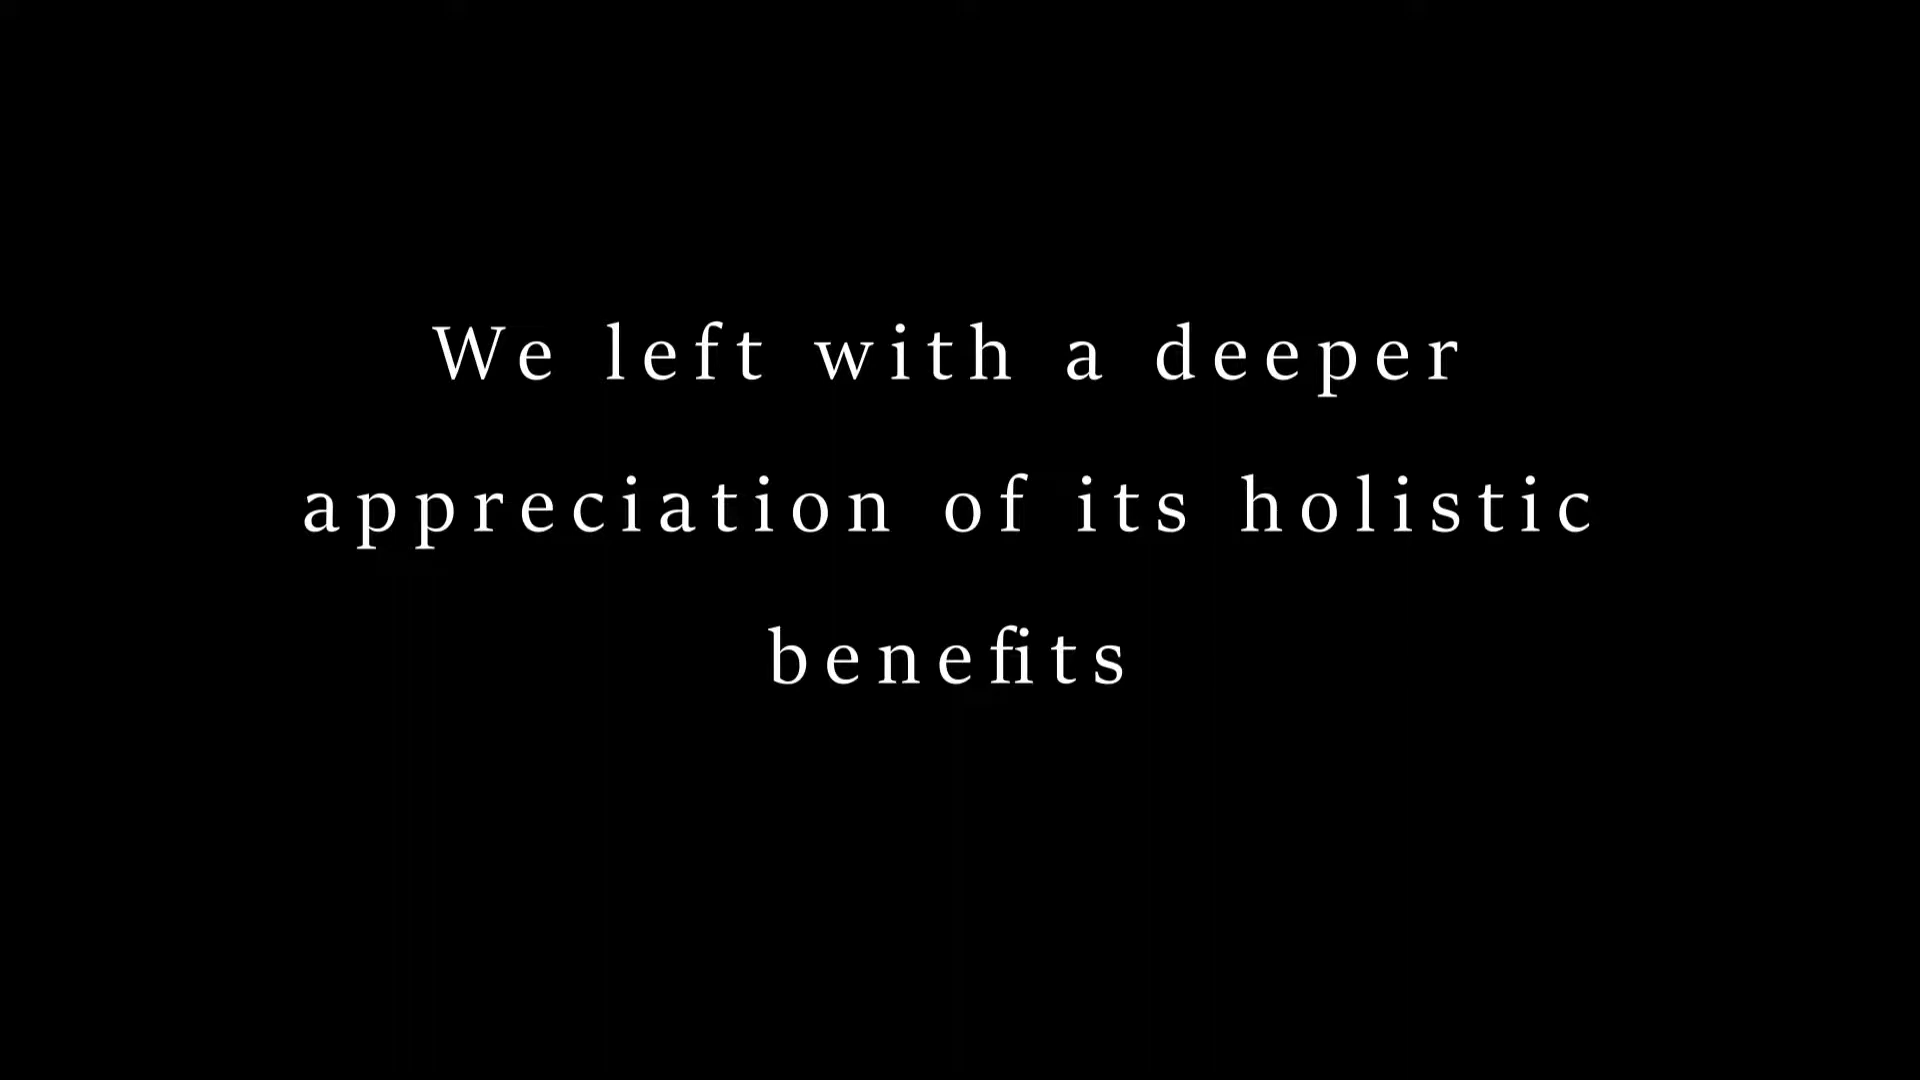 We left with a deeper
appreciation of its holistic
benefits